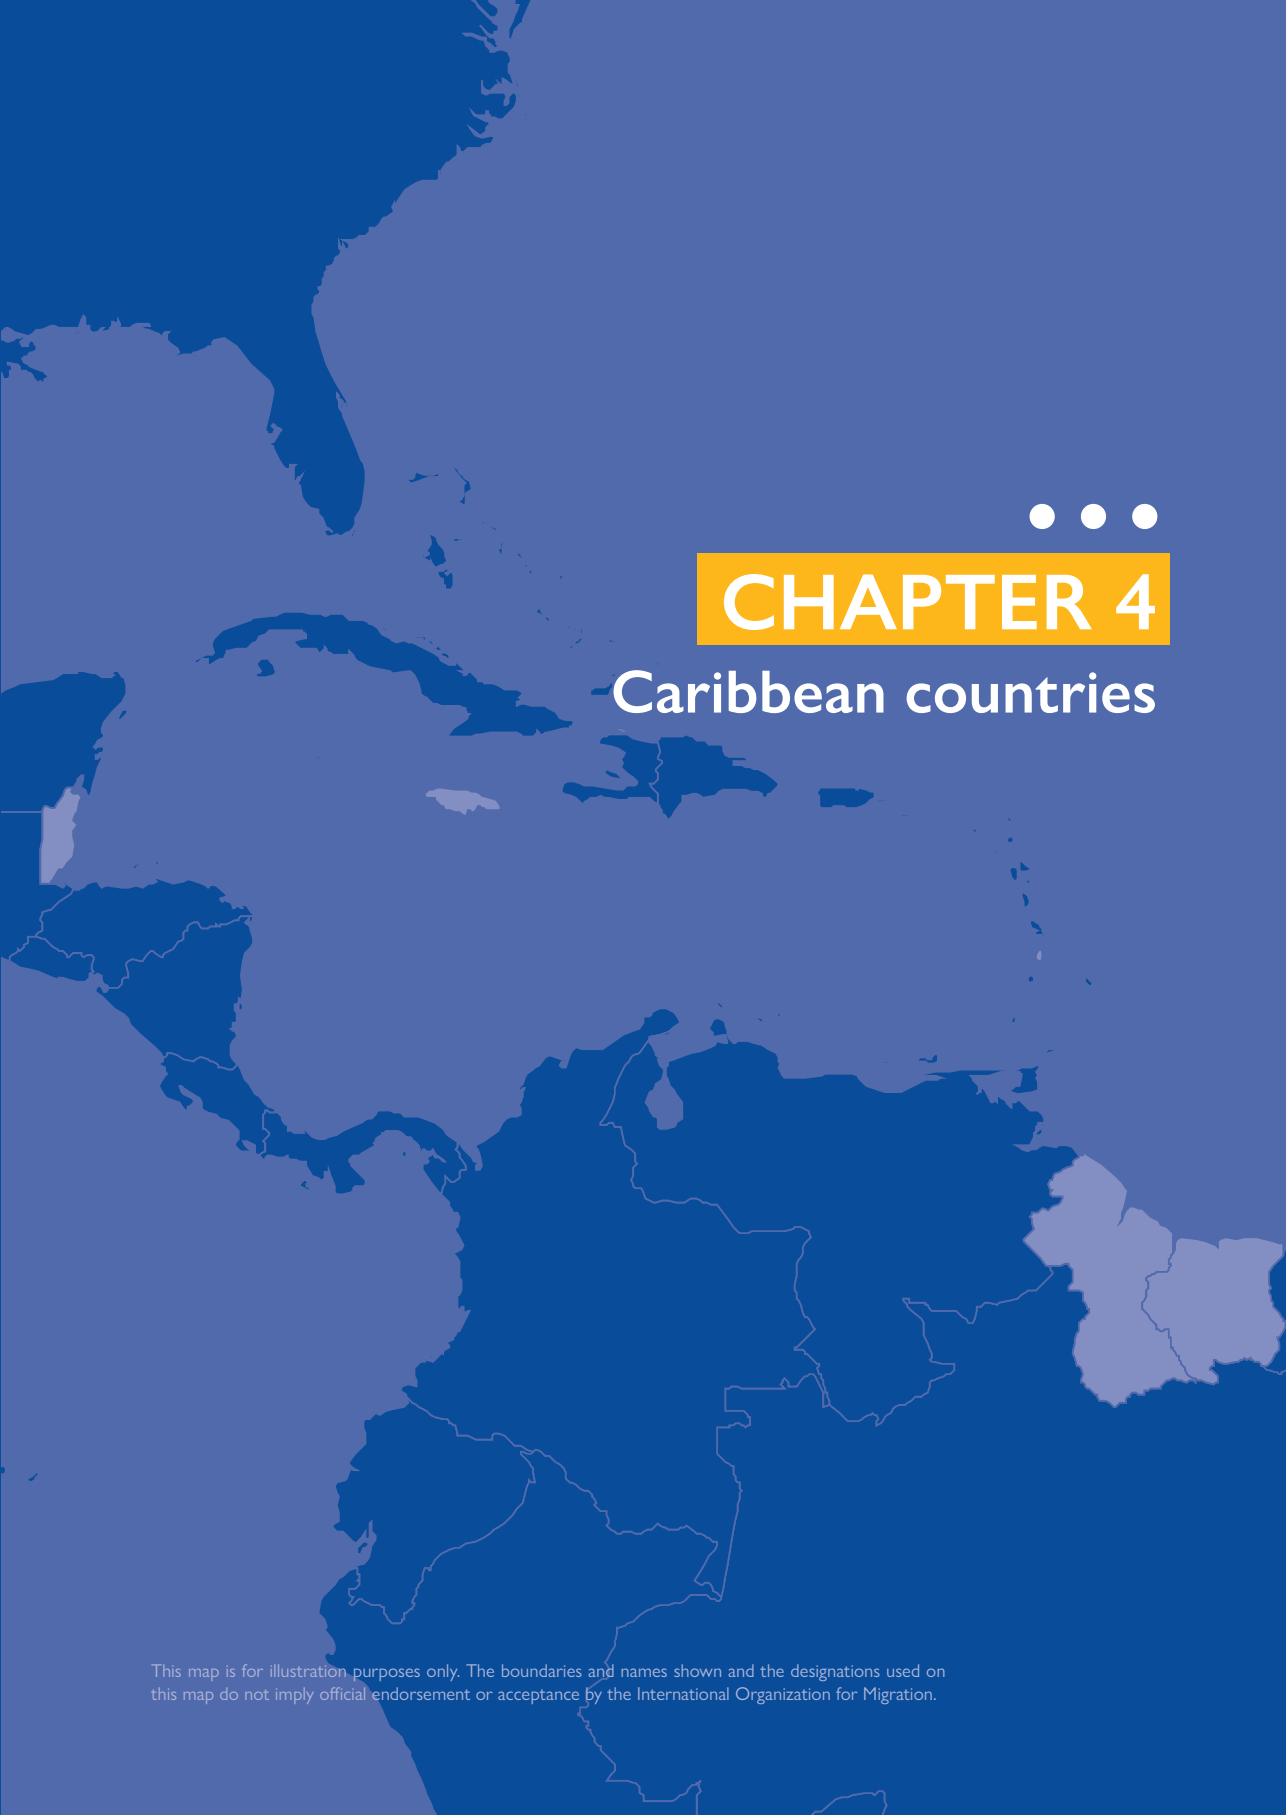 CHAPTER 4
Caribbean countries
This map is for illustration purposes only. The boundaries and names shown and the designations used on
this map do not imply official endorsement or acceptance by the International Organization for Migration.